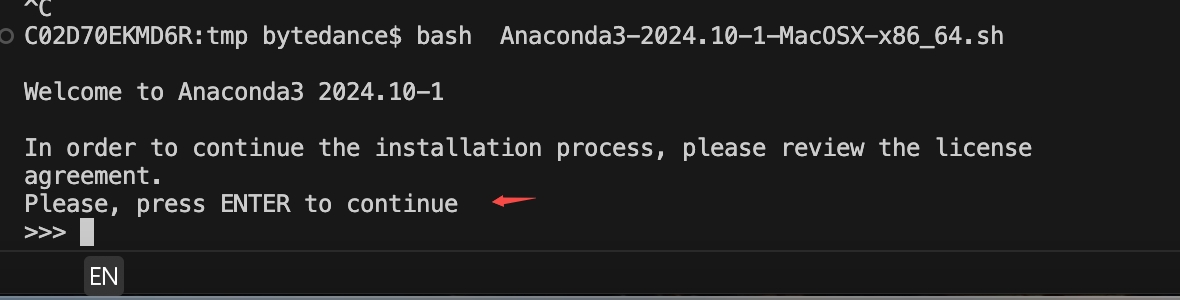 ^C
C02D70EKMD6R:tmp bytedance$ bash  Anaconda3-2024.10-1-MacOSX-x86_64.sh
Welcome to Anaconda3 2024.10-1
In order to continue the installation process, please review the license
agreement.
Please, press ENTER to continue
>>>
EN